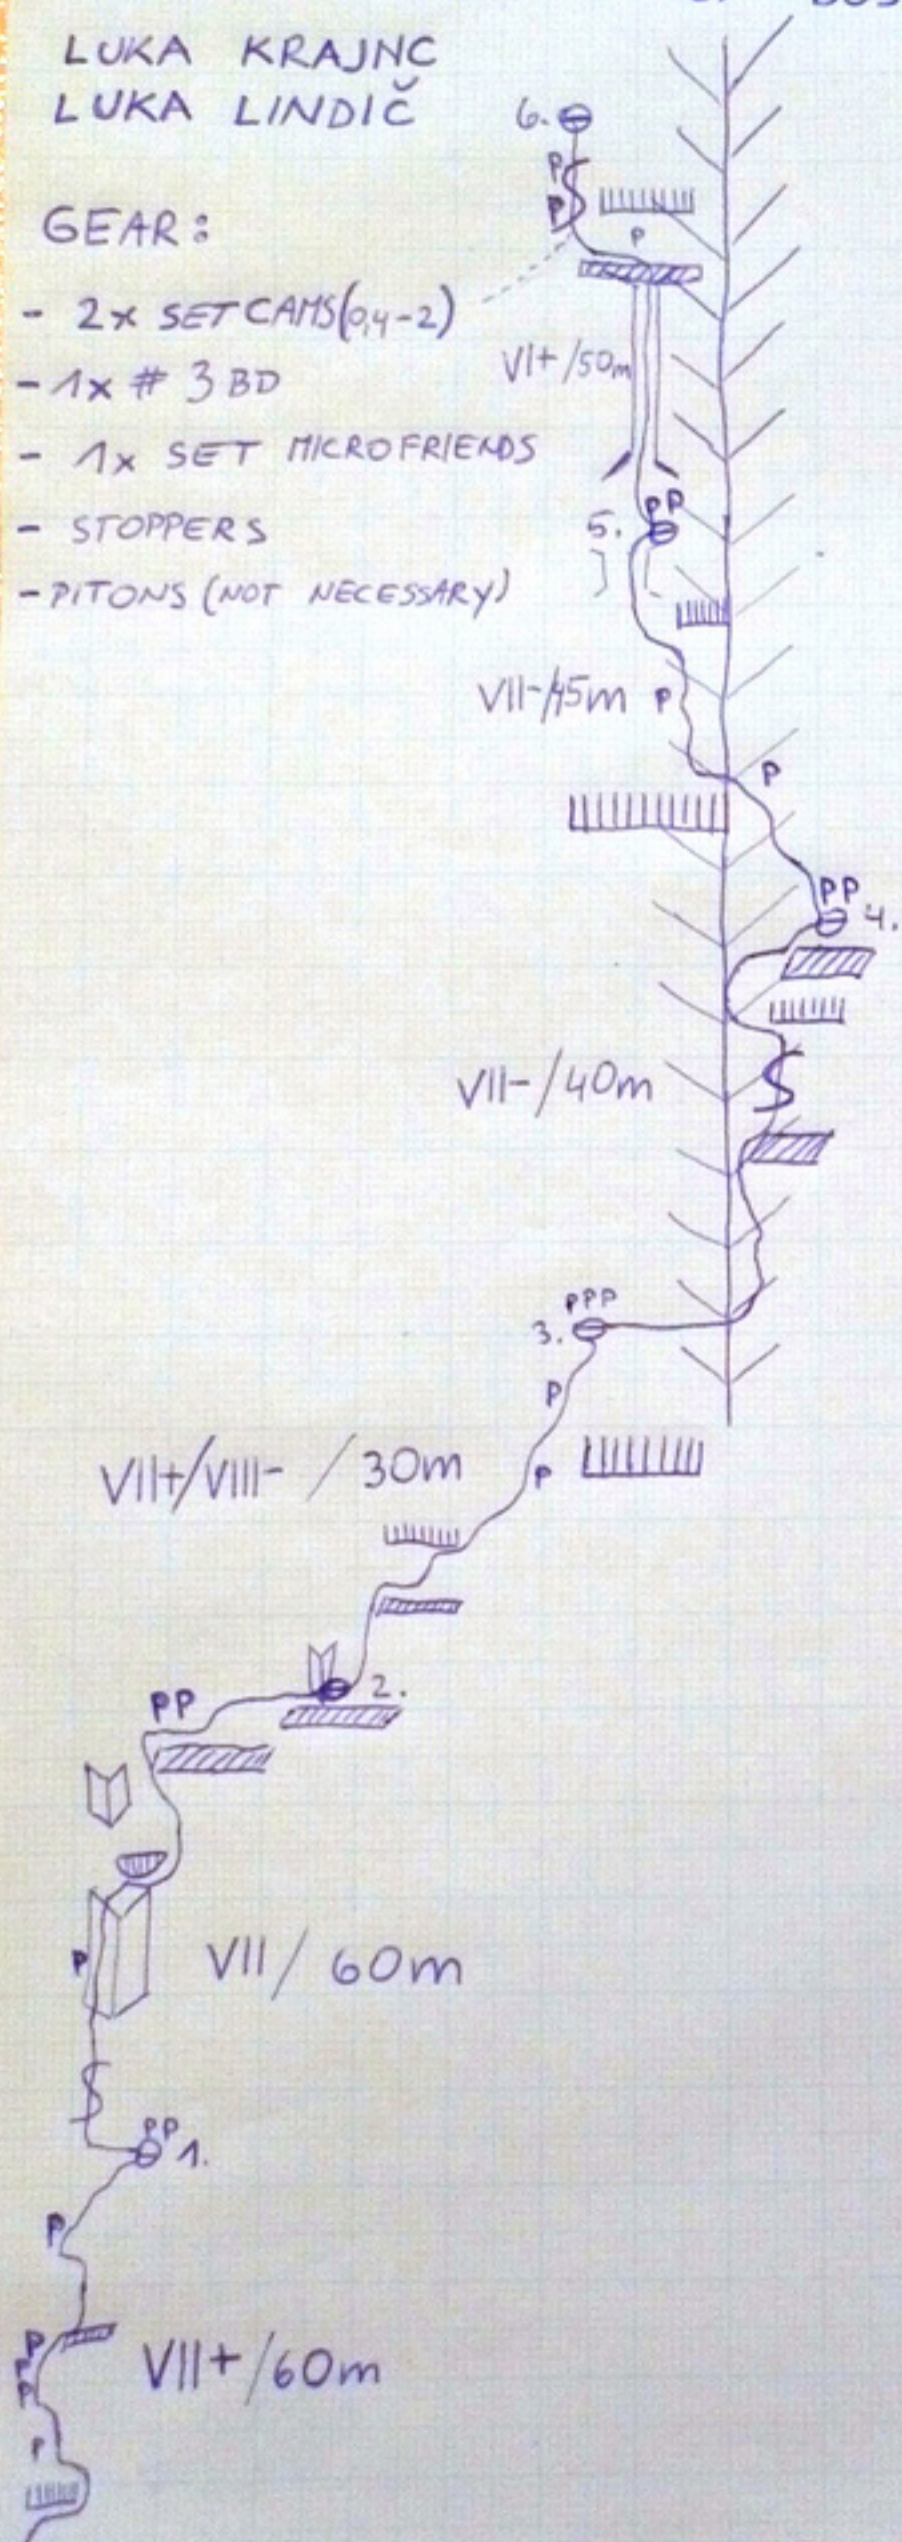 LUKA KRAJNC
LUKA LINDIČ
6.
P
P
GEAR:
P
- 2x SET CAMS(0,4-2)
VI+/50m
- 1x # 3 BD
- 1x SET MICROFRIENDS
PP
5.
- STOPPERS
- PITONS (NOT NECESSARY)
VII-/45m P
P
PP
4.
VII-/40m
PPP
3.
P
VII+/VIII- / 30m
P
2.
PP
P
VII / 60m
PP
1.
P
P
P
P
VII+/60m
P